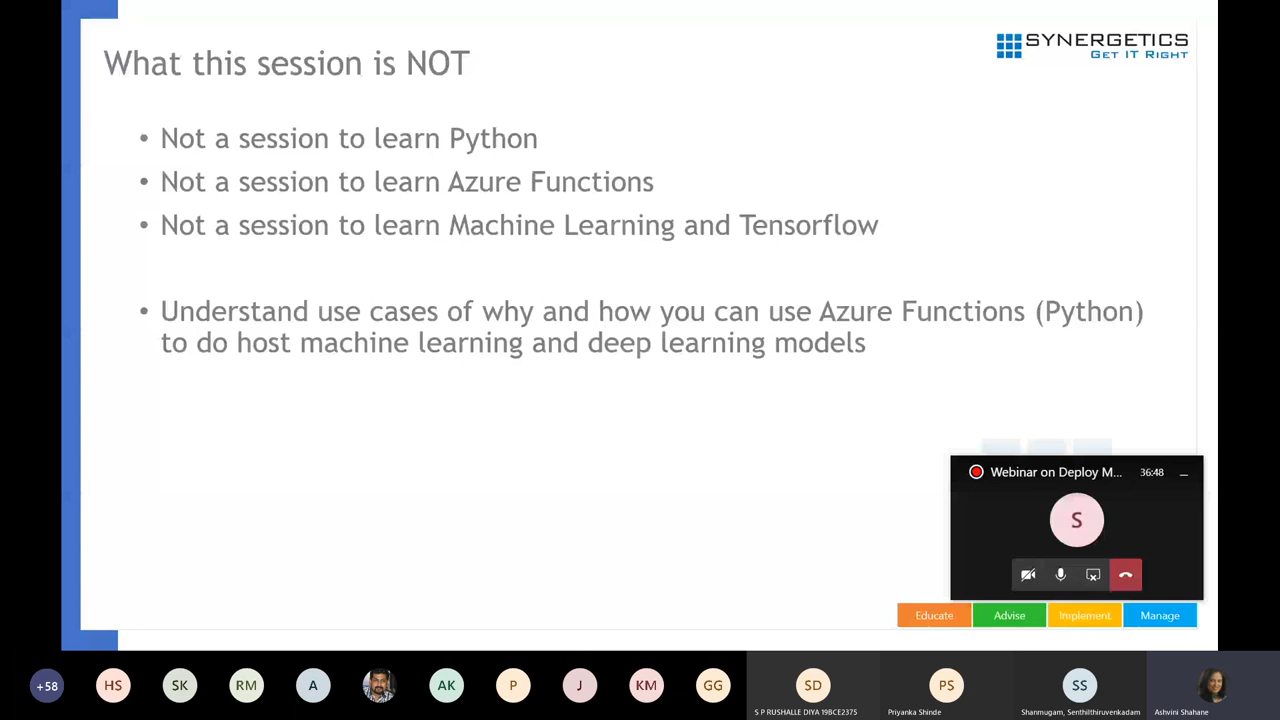 What this session is NOT
SYNERGETICS
GET IT RIGHT
• Not a session to learn Python
• Not a session to learn Azure Functions
• Not a session to learn Machine Learning and Tensorflow
• Understand use cases of why and how you can use Azure Functions (Python)
to do host machine learning and deep learning models
Webinar on Deploy M... 36:48
S
Educate Advise Implement Manage
+58 HS SK RM A AK P J KM GG SD PS SS
S P RUSHALLE DIYA 19BCE2375 Priyanka Shinde Shanmugam, Senthilthiruvenkadam Ashvini Shahane